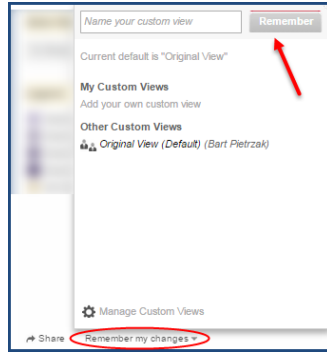 Name your custom view
Remember
Current default is "Original View"
My Custom Views
Add your own custom view
Other Custom Views
Original View (Default) (Bart Pietrzak)
Manage Custom Views
Share
Remember my changes